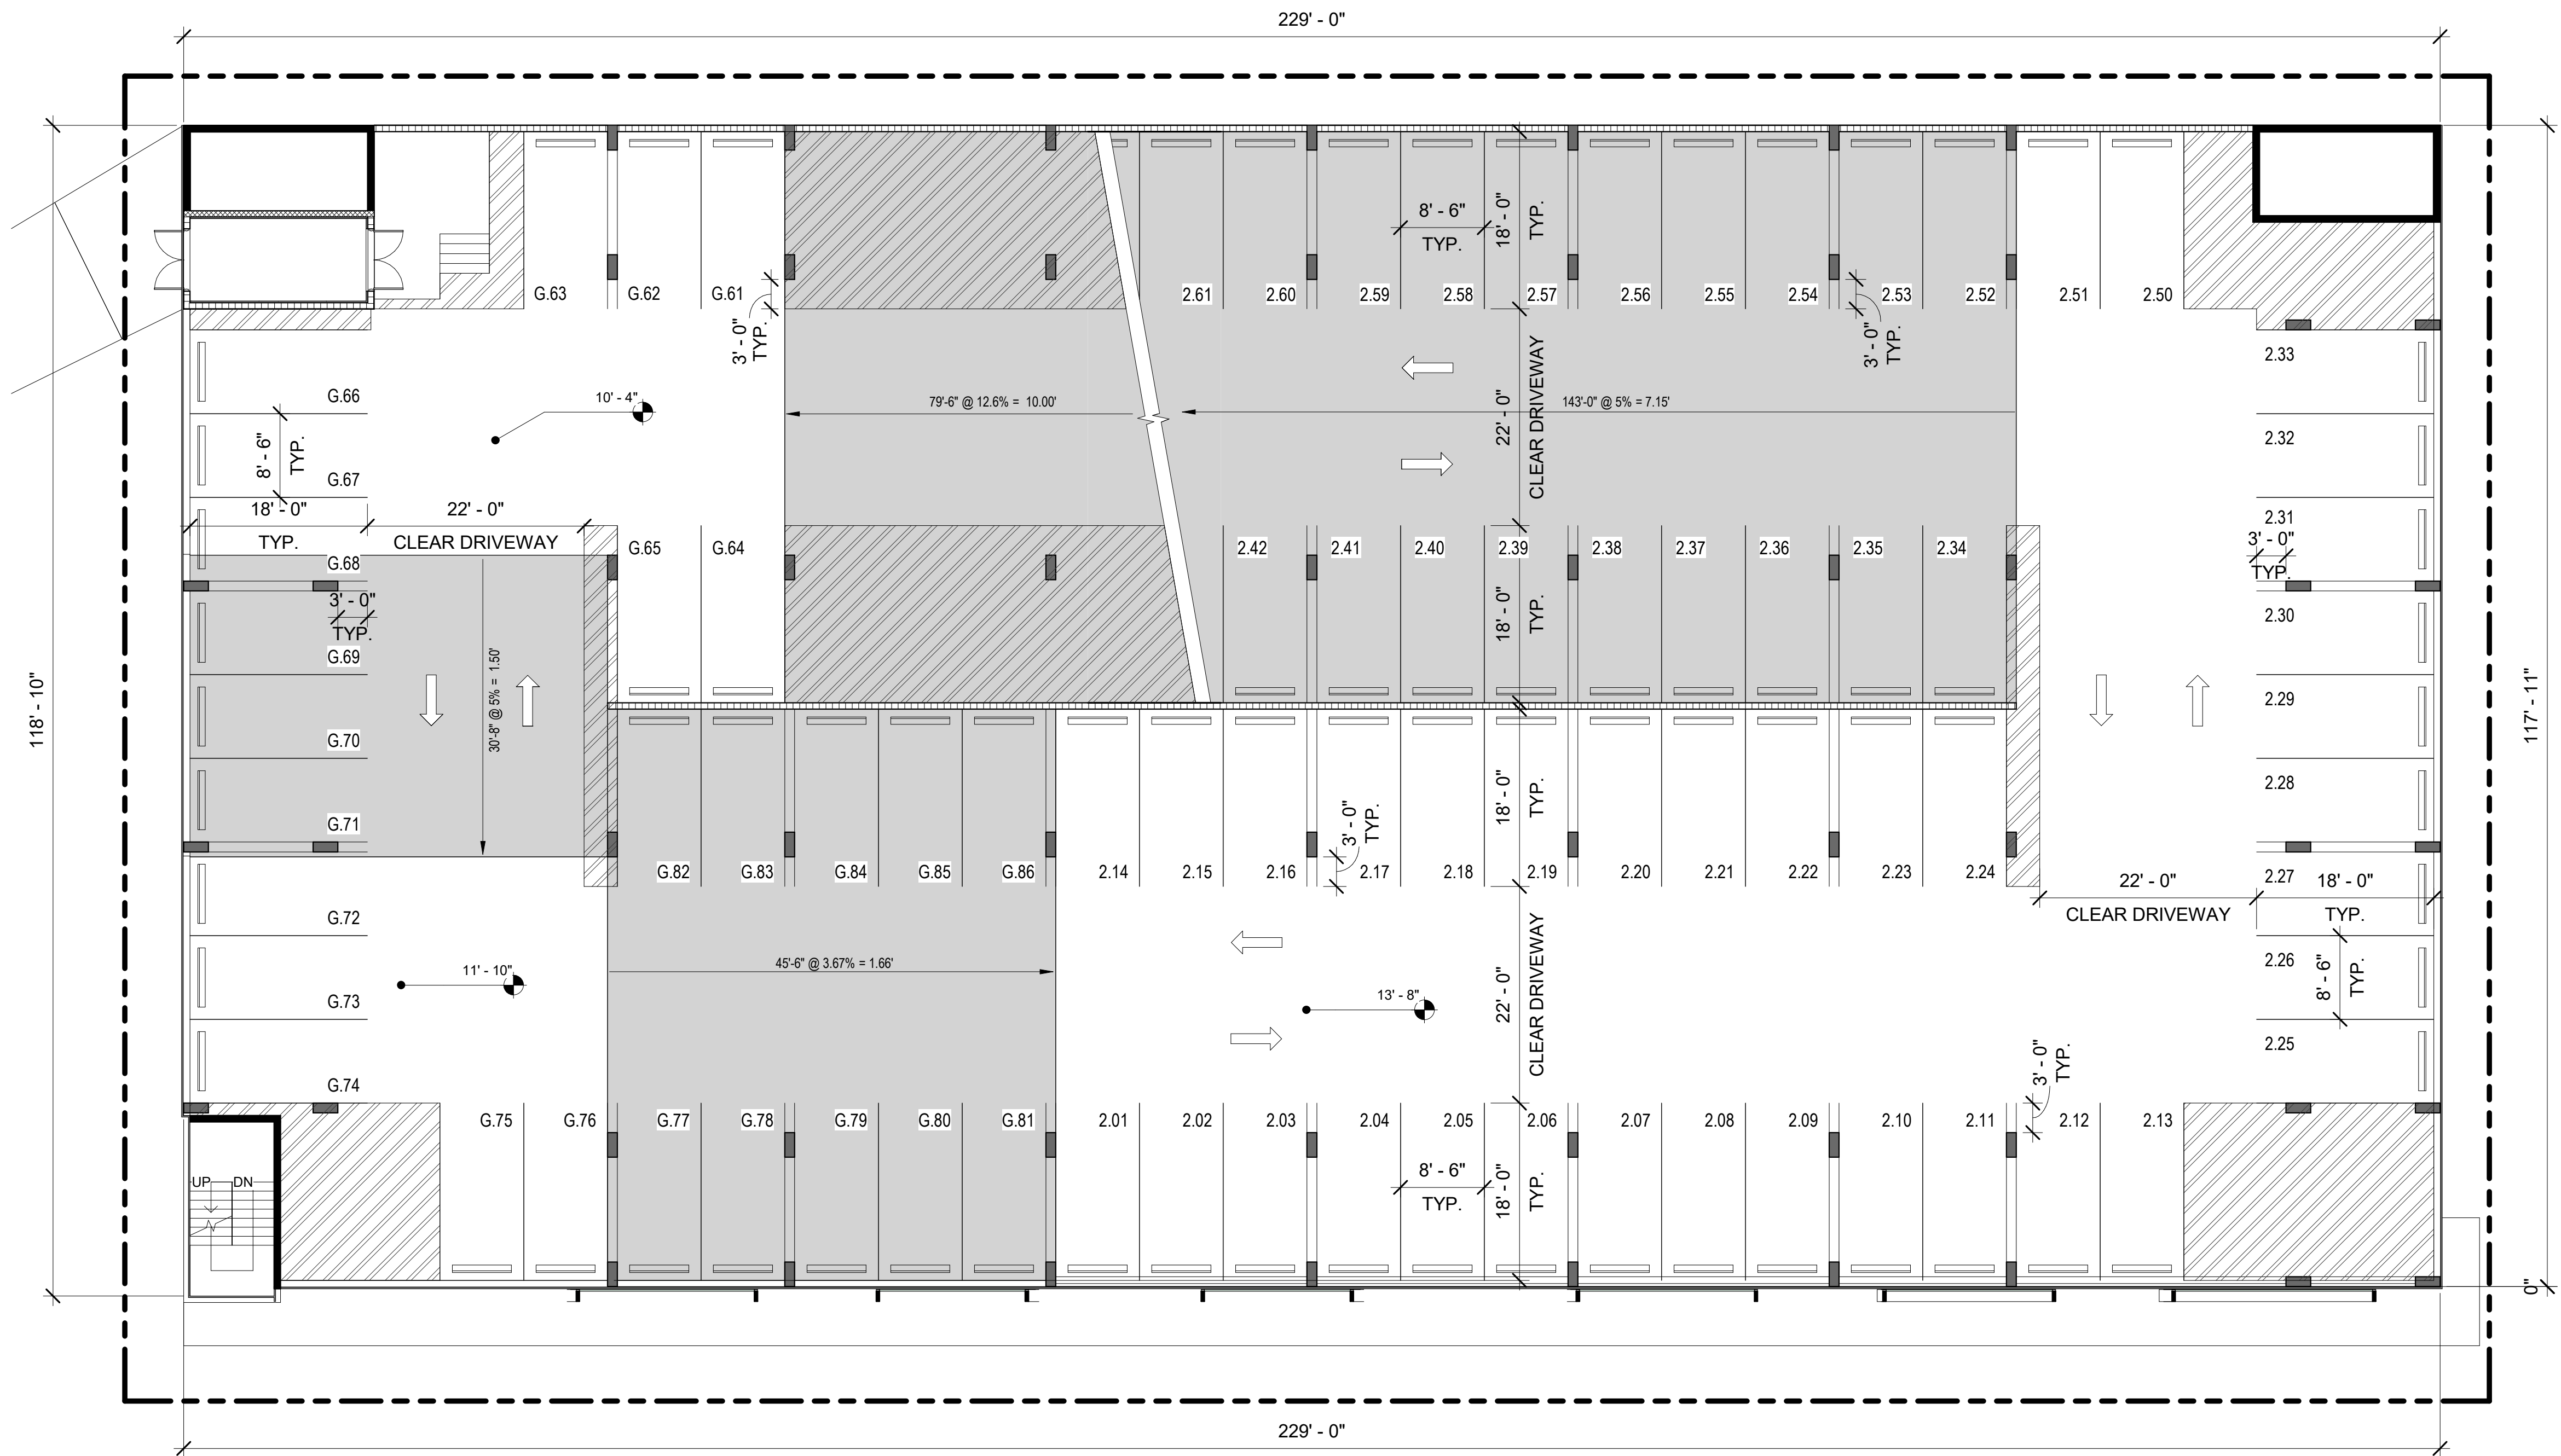 229' - 0"
8' - 6"
TYP.
18' - 0"
TYP.
G.63
G.62
G.61
2.61
2.60
2.59
2.58
2.57
2.56
2.55
2.54
2.53
2.52
2.51
2.50
3' - 0"
TYP.
3' - 0"
TYP.
2.33
G.66
10' - 4"
79'-6" @ 12.6% = 10.00'
143'-0" @ 5% = 7.15'
22' - 0"
CLEAR DRIVEWAY
2.32
8' - 6"
TYP.
G.67
18' - 0"
TYP.
22' - 0"
CLEAR DRIVEWAY
2.31
3' - 0"
TYP.
G.68
G.65
G.64
2.42
2.41
2.40
2.39
2.38
2.37
2.36
2.35
2.34
3' - 0"
TYP.
18' - 0"
TYP.
2.30
G.69
30'-8" @ 5% = 1.50'
118' - 10"
117' - 11"
2.29
G.70
2.28
G.71
18' - 0"
TYP.
3' - 0"
TYP.
G.82
G.83
G.84
G.85
G.86
2.14
2.15
2.16
2.17
2.18
2.19
2.20
2.21
2.22
2.23
2.24
2.27
22' - 0"
CLEAR DRIVEWAY
18' - 0"
TYP.
G.72
11' - 10"
45'-6" @ 3.67% = 1.66'
13' - 8"
22' - 0"
CLEAR DRIVEWAY
2.26
8' - 6"
TYP.
G.73
2.25
3' - 0"
TYP.
G.74
G.75
G.76
G.77
G.78
G.79
G.80
G.81
2.01
2.02
2.03
2.04
2.05
2.06
2.07
2.08
2.09
2.10
2.11
2.12
2.13
8' - 6"
TYP.
18' - 0"
TYP.
UP
DN
0"
229' - 0"